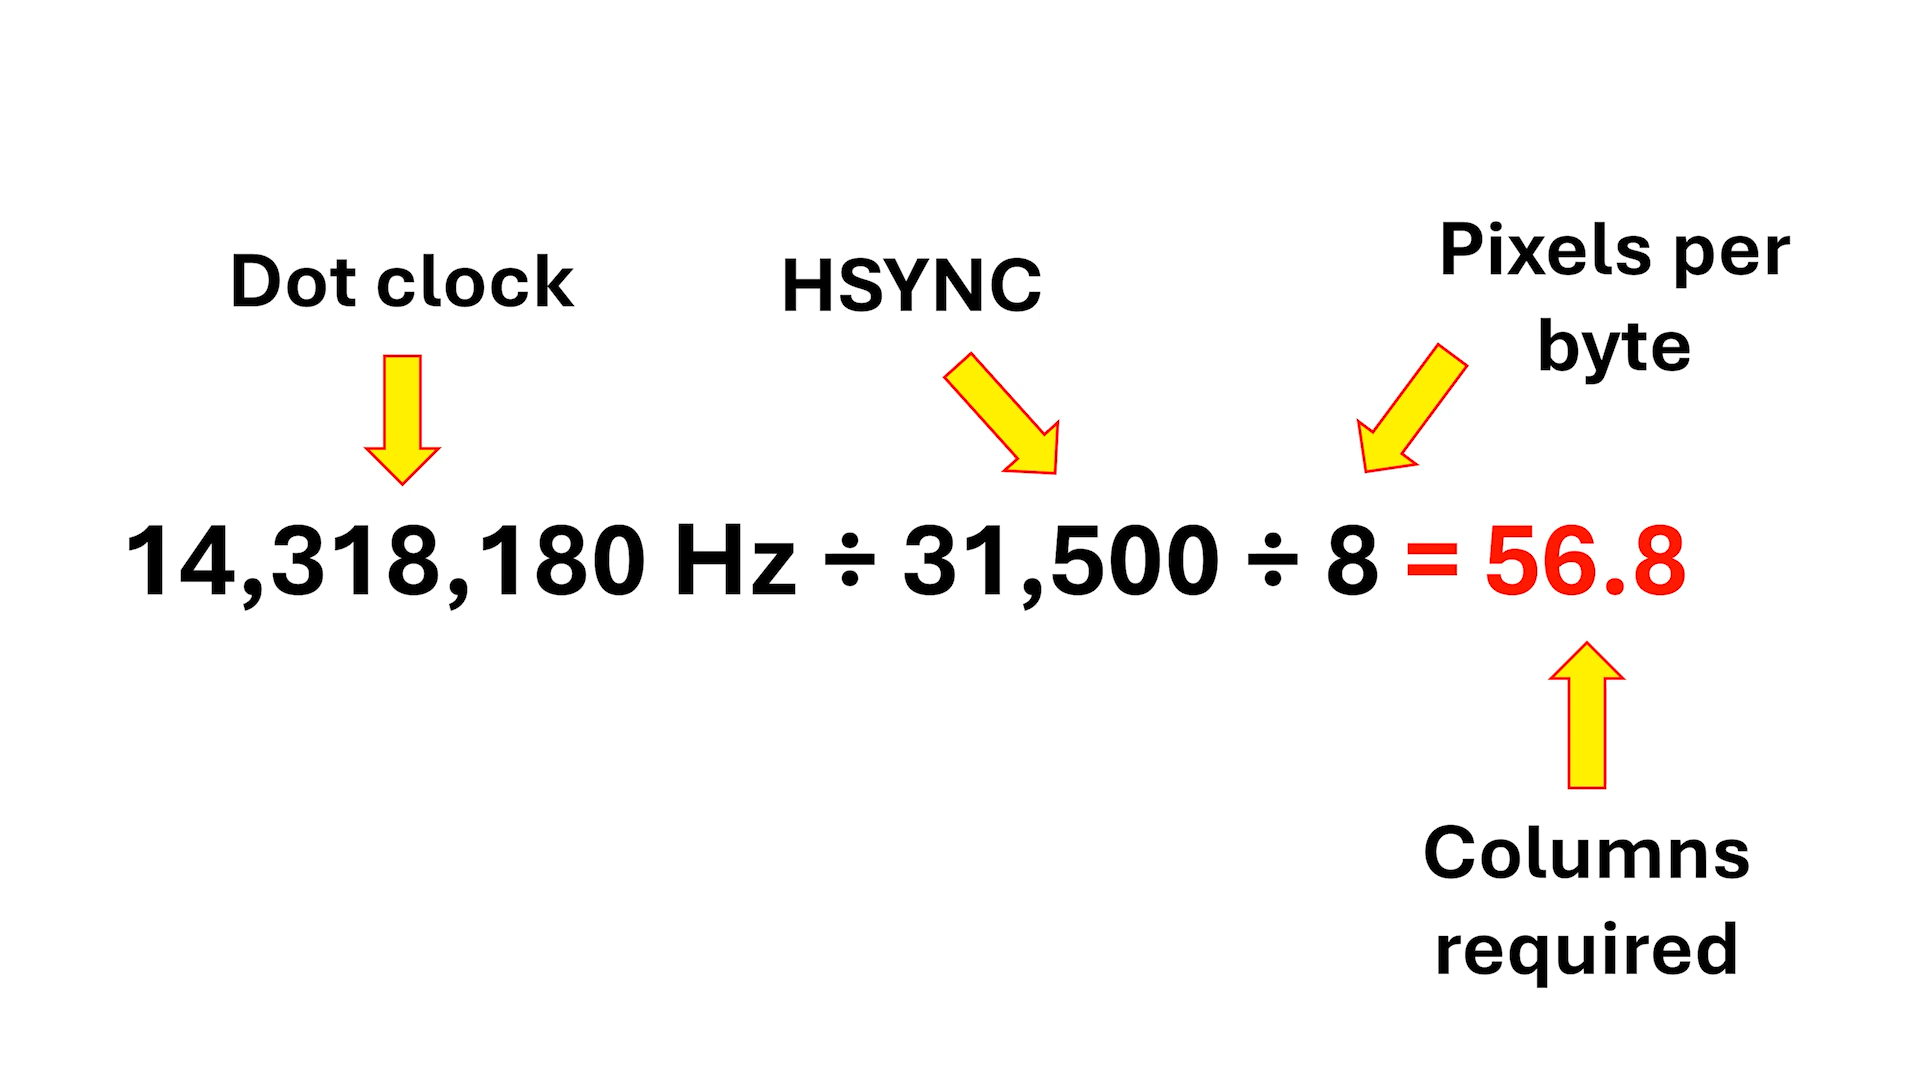 Dot clock
HSYNC
Pixels per
byte
14,318,180 Hz ÷ 31,500 ÷ 8 = 56.8
Columns
required